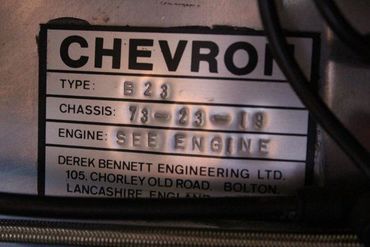 CHEVRON
TYPE: B23
CHASSIS: 73-23-19
ENGINE: SEE ENGINE
DEREK BENNETT ENGINEERING LTD.
105, CHORLEY OLD ROAD, BOLTON,
LANCASHIRE, ENGLAND